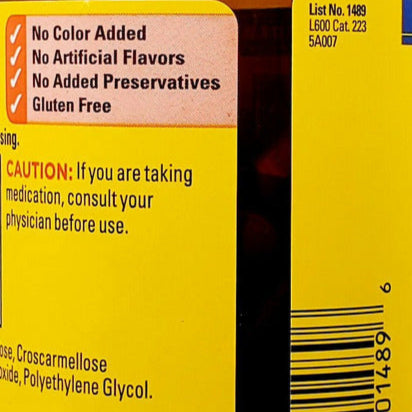 No Color Added
No Artificial Flavors
No Added Preservatives
Gluten Free
sing.
CAUTION: If you are taking
medication, consult your
physician before use.
ose, Croscarmellose
oxide, Polyethylene Glycol.
List No. 1489
L600 Cat. 223
5A007
01489 6